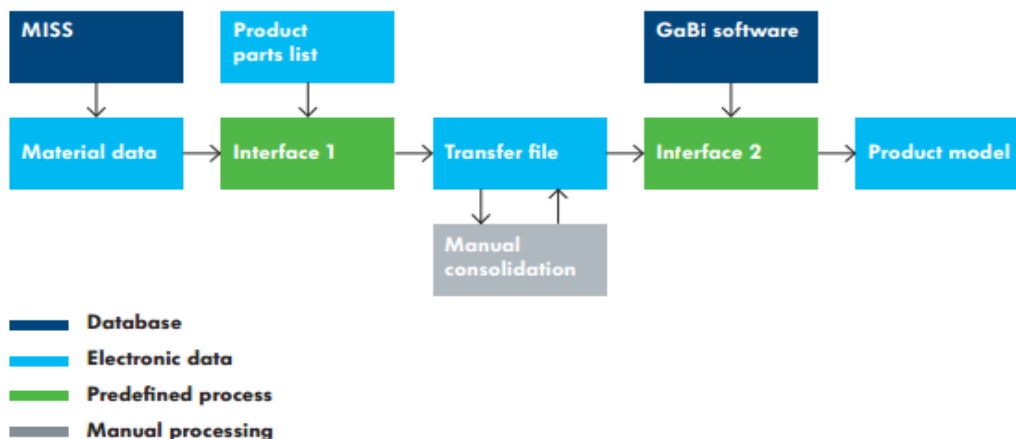 MISS
Product
parts list
GaBi software
Material data
Interface 1
Transfer file
Interface 2
Product model
Manual
consolidation
Database
Electronic data
Predefined process
Manual processing